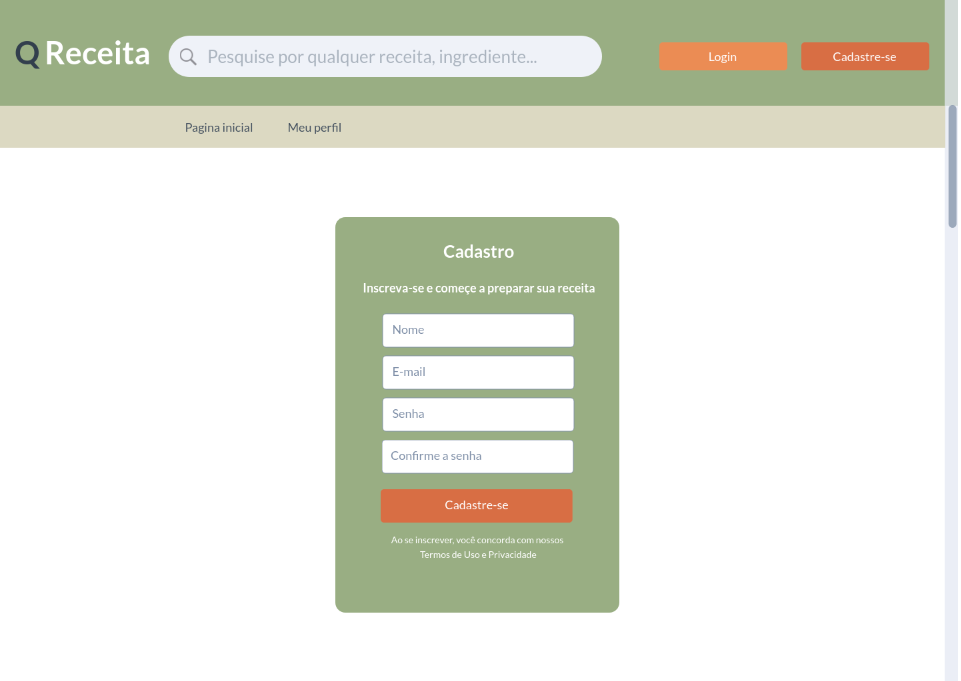 Q Receita
Pesquise por qualquer receita, ingrediente...
Login
Cadastre-se
Pagina inicial
Meu perfil
Cadastro
Inscreva-se e começe a preparar sua receita
Nome
E-mail
Senha
Confirme a senha
Cadastre-se
Ao se inscrever, você concorda com nossos
Termos de Uso e Privacidade